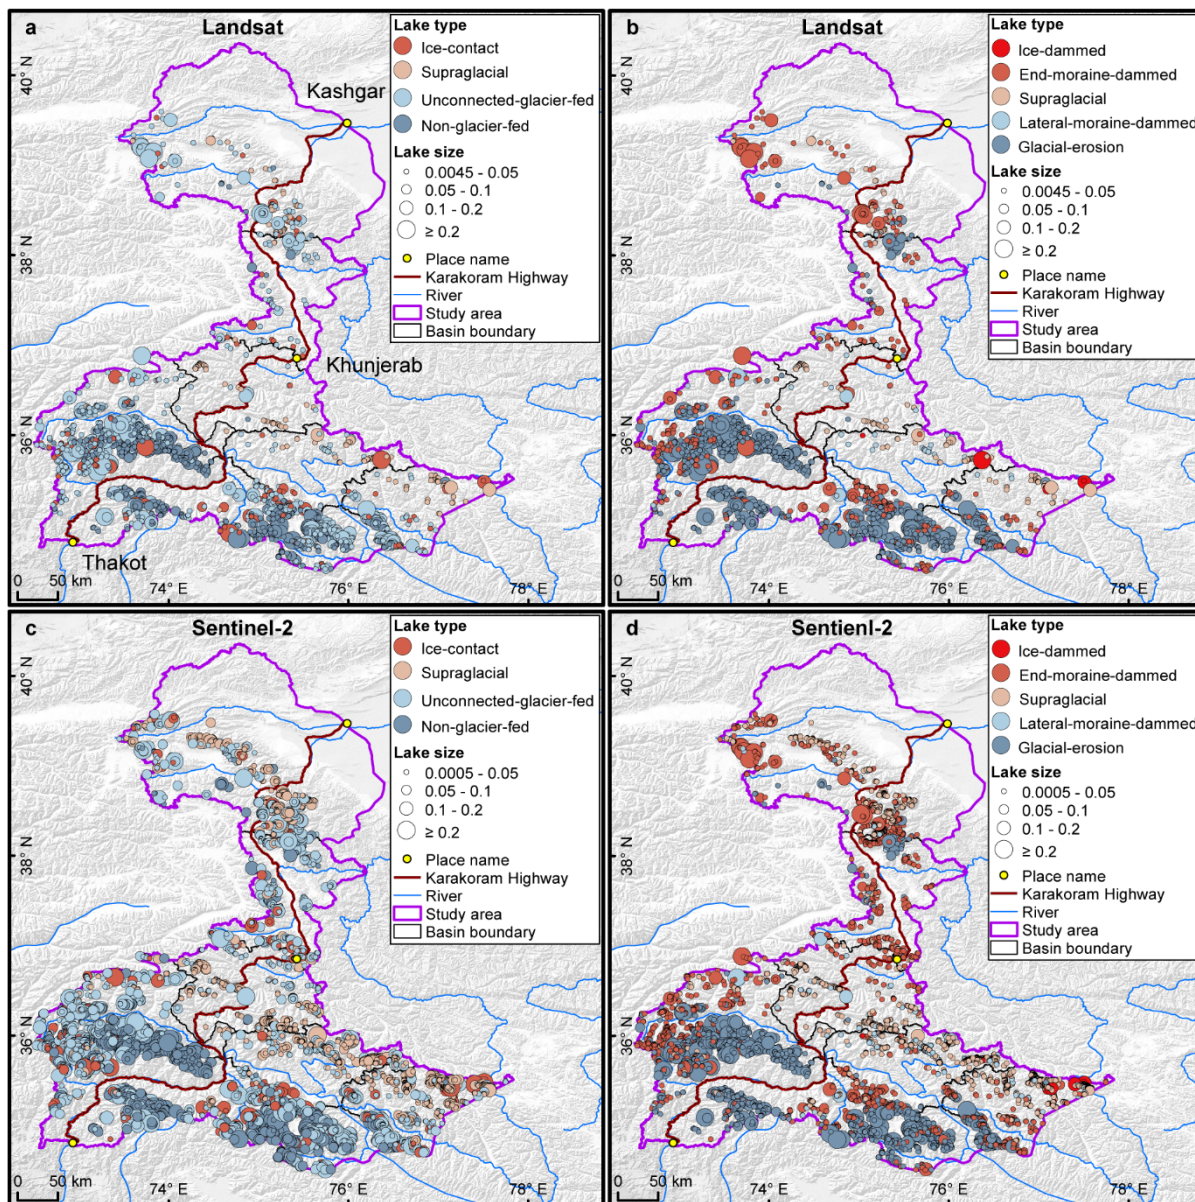 a
Landsat
Lake type
Ice-contact
Supraglacial
Unconnected-glacier-fed
Non-glacier-fed
Lake size
0.0045 - 0.05
0.05 - 0.1
0.1 - 0.2
≥ 0.2
Place name
Karakoram Highway
River
Study area
Basin boundary
40° N
38° N
36° N
Kashgar
Khunjerab
Thakot
0 50 km
74° E
76° E
78° E
b
Landsat
Lake type
Ice-dammed
End-moraine-dammed
Supraglacial
Lateral-moraine-dammed
Glacial-erosion
Lake size
0.0045 - 0.05
0.05 - 0.1
0.1 - 0.2
≥ 0.2
Place name
Karakoram Highway
River
Study area
Basin boundary
40° N
38° N
36° N
0 50 km
74° E
76° E
78° E
c
Sentinel-2
Lake type
Ice-contact
Supraglacial
Unconnected-glacier-fed
Non-glacier-fed
Lake size
0.0005 - 0.05
0.05 - 0.1
0.1 - 0.2
≥ 0.2
Place name
Karakoram Highway
River
Study area
Basin boundary
40° N
38° N
36° N
0 50 km
74° E
76° E
78° E
d
Sentienl-2
Lake type
Ice-dammed
End-moraine-dammed
Supraglacial
Lateral-moraine-dammed
Glacial-erosion
Lake size
0.0005 - 0.05
0.05 - 0.1
0.1 - 0.2
≥ 0.2
Place name
Karakoram Highway
River
Study area
Basin boundary
40° N
38° N
36° N
0 50 km
74° E
76° E
78° E